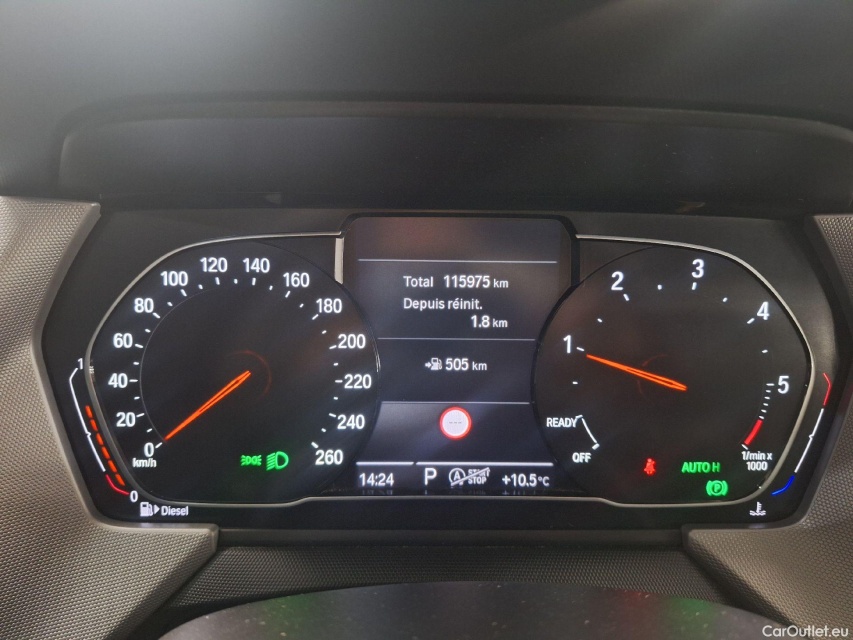 Total 115975 km
Depuis réinit.
1.8 km
505 km
14:24 P A START STOP +10.5°C
0 20 40 60 80 100 120 140 160 180 200 220 240 260
km/h
1
0
Diesel
1 2 3 4 5
READY
OFF
1/min x
1000
AUTO H
(P)
CarOutlet.eu